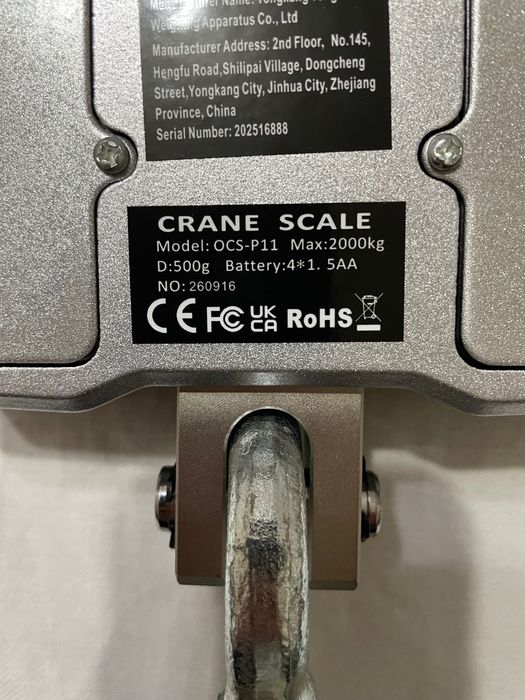 Weighing Apparatus Co., Ltd
Manufacturer Address: 2nd Floor, No.145,
Hengfu Road,Shilipai Village, Dongcheng
Street,Yongkang City, Jinhua City, Zhejiang
Province, China
Serial Number: 202516888
CRANE SCALE
Model: OCS-P11 Max:2000kg
D:500g Battery:4*1. 5AA
NO: 260916
CE FC UK CA RoHS